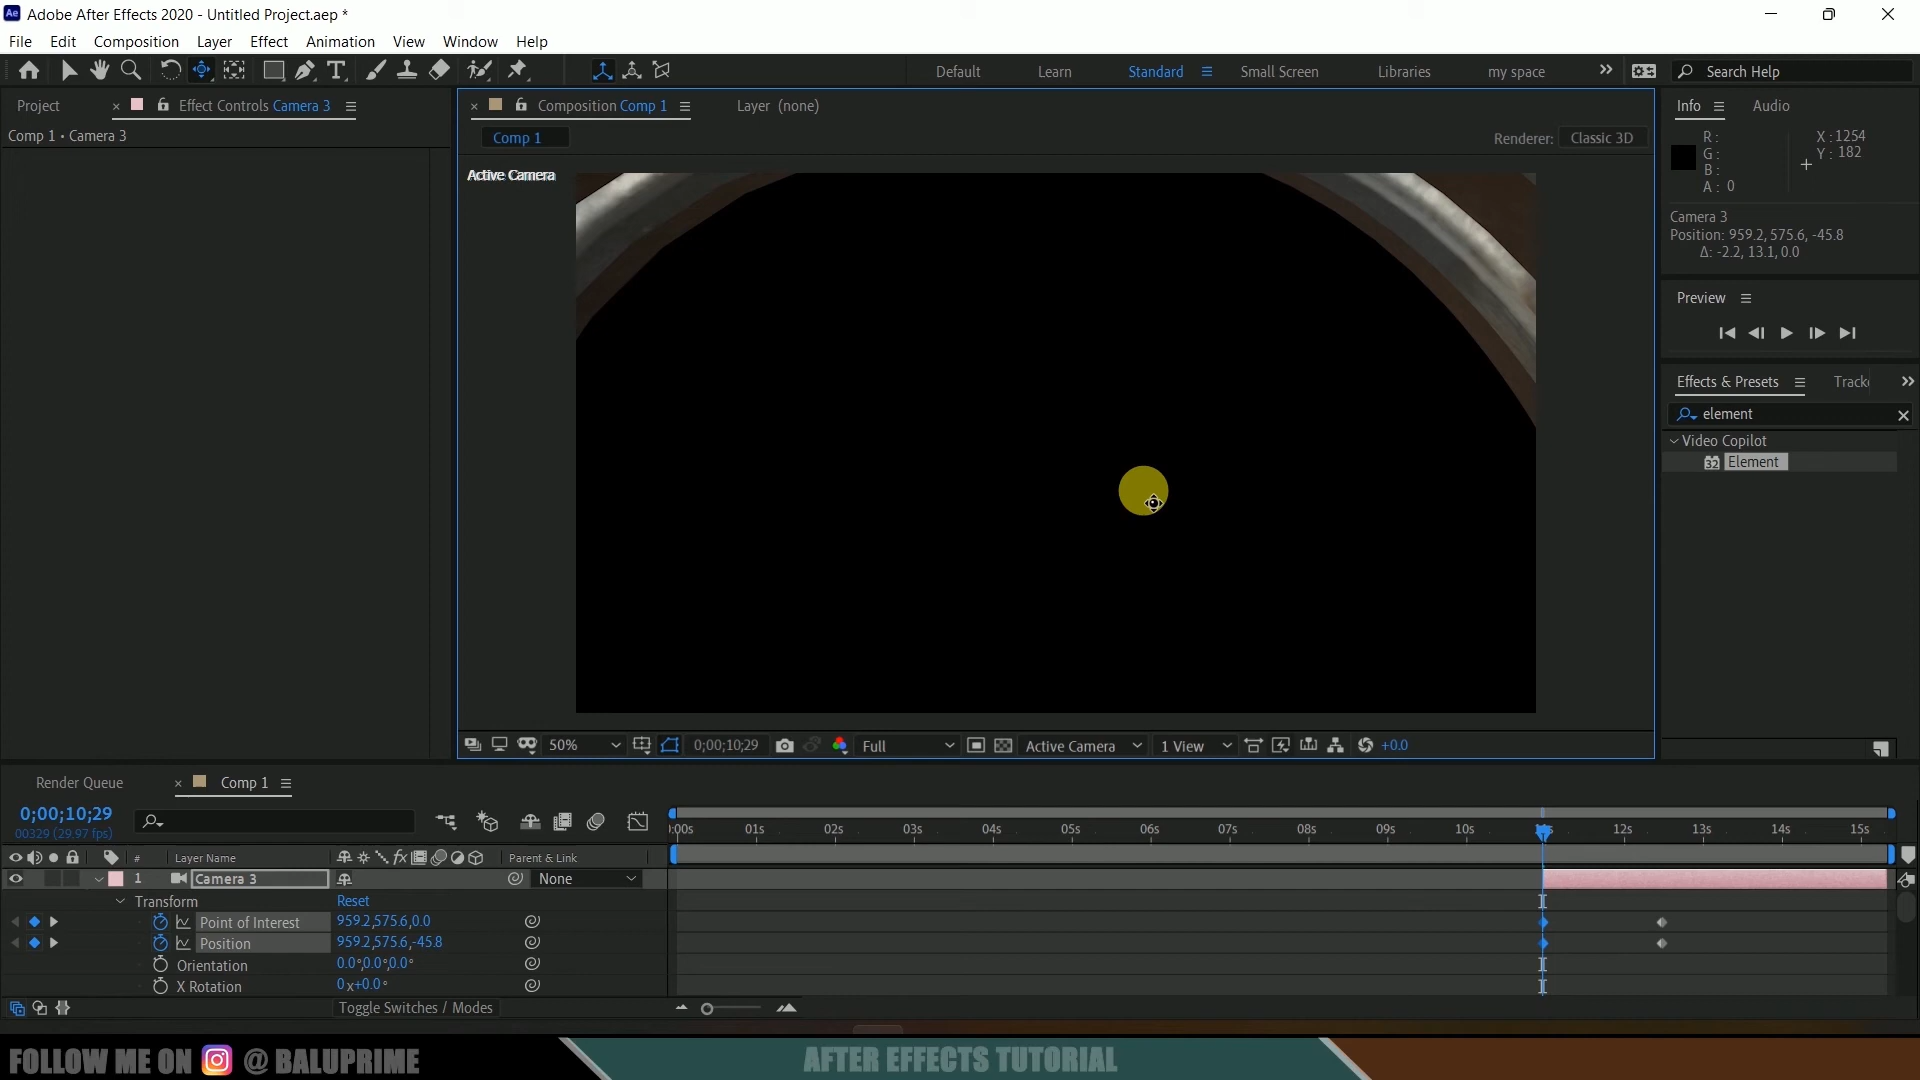 Ae Adobe After Effects 2020 - Untitled Project.aep *
File Edit Composition Layer Effect Animation View Window Help
Default Learn Standard Small Screen Libraries my space Search Help
Project Effect Controls Camera 3
Composition Comp 1 Layer (none)
Info Audio
Comp 1 • Camera 3
Comp 1
Renderer: Classic 3D
R: X : 1254
G: Y : 182
B:
A: 0
Active Camera
Camera 3
Position: 959.2, 575.6, -45.8
Δ: -2.2, 13.1, 0.0
Preview
Effects & Presets
element
Video Copilot
32 Element
50% 0;00;10;29 Full Active Camera 1 View +0.0
Render Queue Comp 1
0;00;10;29
00329 (29.97 fps)
:00s 01s 02s 03s 04s 05s 06s 07s 08s 09s 10s 12s 13s 14s 15s
# Layer Name fx Parent & Link
1 Camera 3 None
Transform Reset
Point of Interest 959.2,575.6,0.0
Position 959.2,575.6,-45.8
Orientation 0.0°,0.0°,0.0°
X Rotation 0x+0.0°
Toggle Switches / Modes
FOLLOW ME ON @ BALUPRIME AFTER EFFECTS TUTORIAL